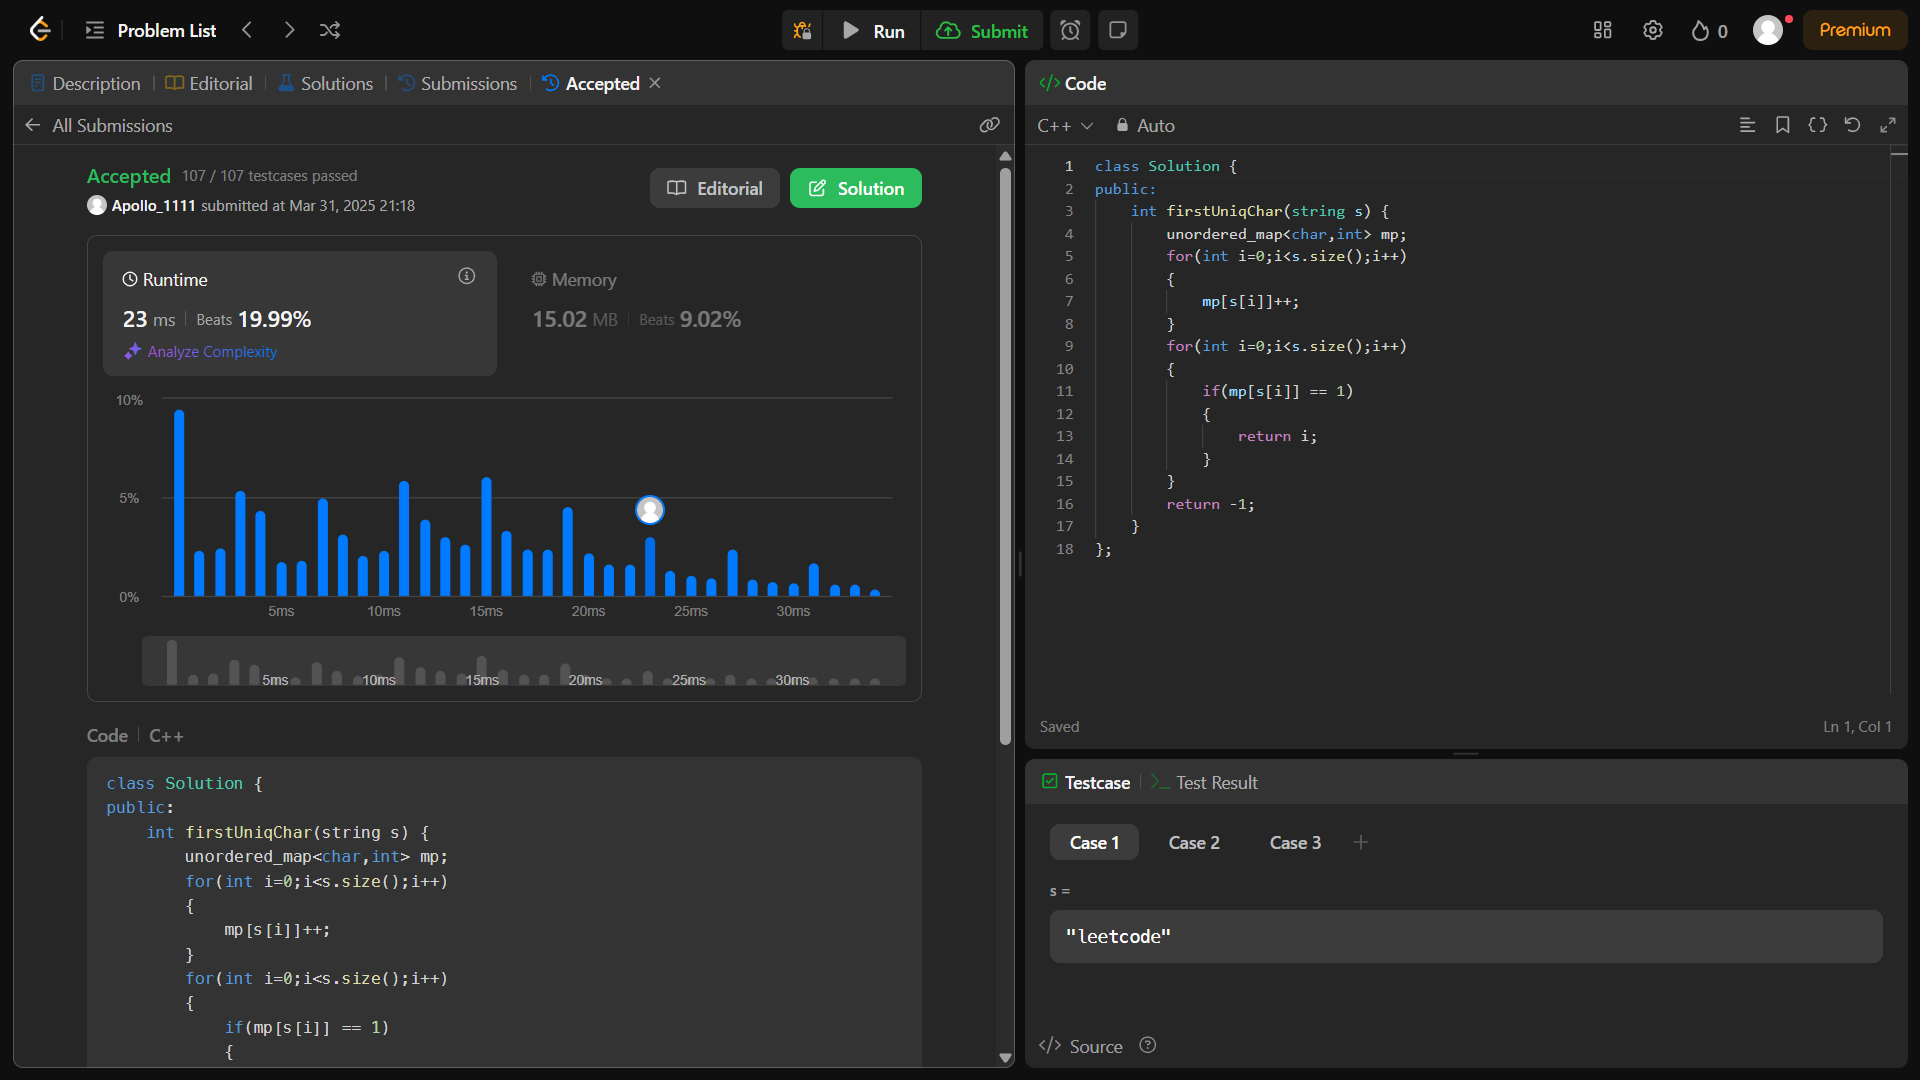 Problem List
Run
Submit
0
Premium
Description
Editorial
Solutions
Submissions
Accepted
All Submissions
Accepted 107 / 107 testcases passed
Apollo_1111 submitted at Mar 31, 2025 21:18
Editorial
Solution
Runtime
23 ms Beats 19.99%
Analyze Complexity
Memory
15.02 MB Beats 9.02%
10%
5%
0%
5ms 10ms 15ms 20ms 25ms 30ms
5ms 10ms 15ms 20ms 25ms 30ms
Code C++
class Solution {
public:
    int firstUniqChar(string s) {
        unordered_map<char,int> mp;
        for(int i=0;i<s.size();i++)
        {
            mp[s[i]]++;
        }
        for(int i=0;i<s.size();i++)
        {
            if(mp[s[i]] == 1)
            {
Code
C++ Auto
1 class Solution {
2 public:
3     int firstUniqChar(string s) {
4         unordered_map<char,int> mp;
5         for(int i=0;i<s.size();i++)
6         {
7             mp[s[i]]++;
8         }
9         for(int i=0;i<s.size();i++)
10         {
11             if(mp[s[i]] == 1)
12             {
13                 return i;
14             }
15         }
16         return -1;
17     }
18 };
Saved
Ln 1, Col 1
Testcase
Test Result
Case 1
Case 2
Case 3
s =
"leetcode"
Source